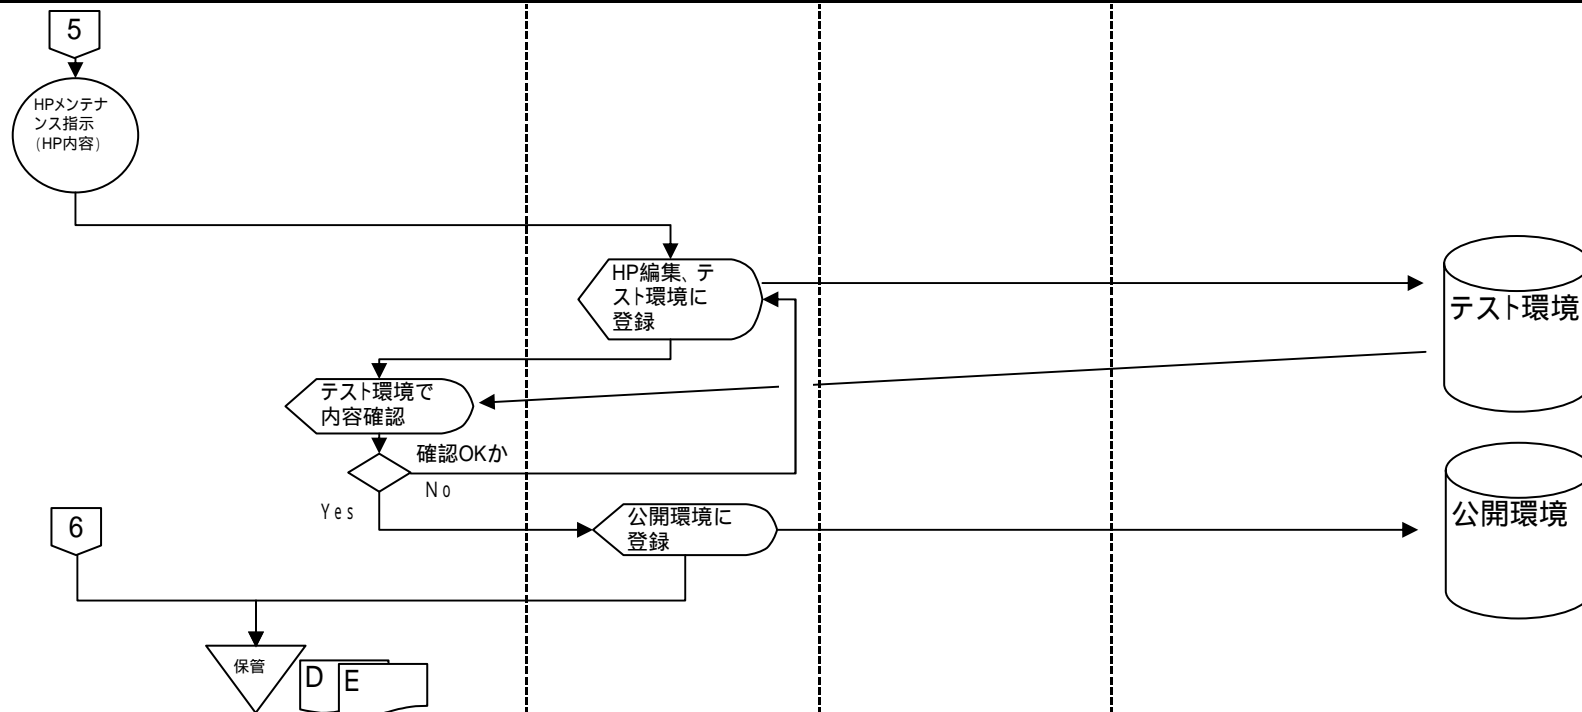 5
HPメンテナ
ンス指示
(HP内容)
HP編集、テ
スト環境に
登録
テスト環境
テスト環境で
内容確認
確認OKか
No
Yes
公開環境に
登録
公開環境
6
保管
D
E